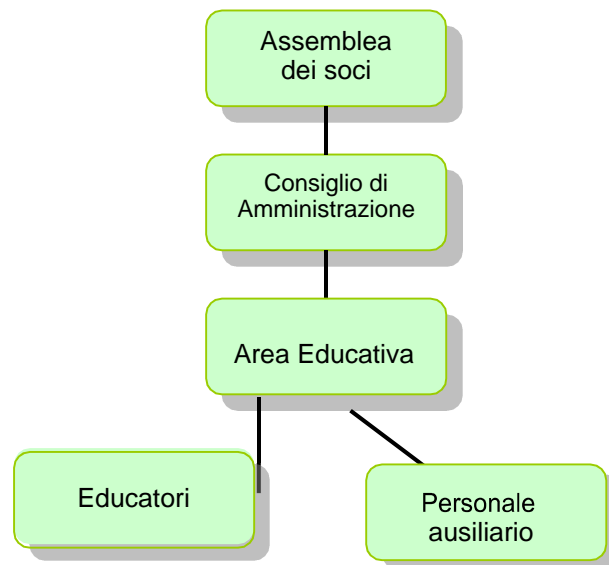 Assemblea
dei soci
Consiglio di
Amministrazione
Area Educativa
Educatori
Personale
ausiliario